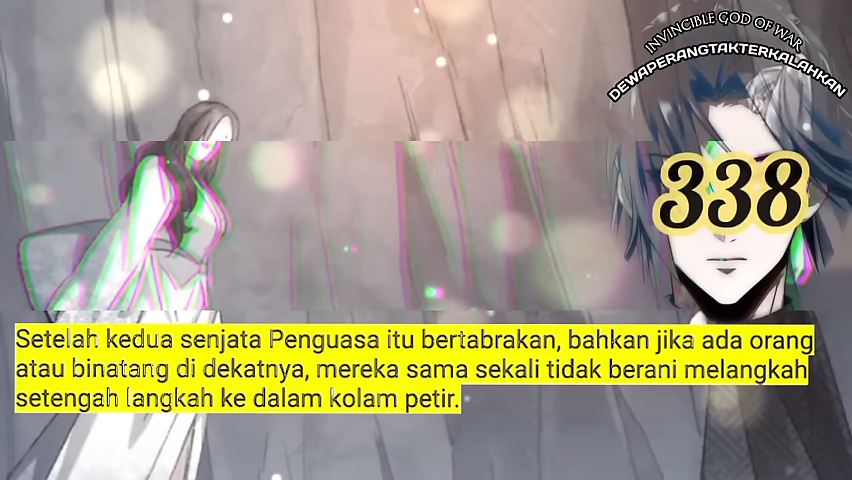 INVINCIBLE GOD OF WAR
DEWAPERANGTAKTERKALAHKAN
338
Setelah kedua senjata Penguasa itu bertabrakan, bahkan jika ada orang
atau binatang di dekatnya, mereka sama sekali tidak berani melangkah
setengah langkah ke dalam kolam petir.